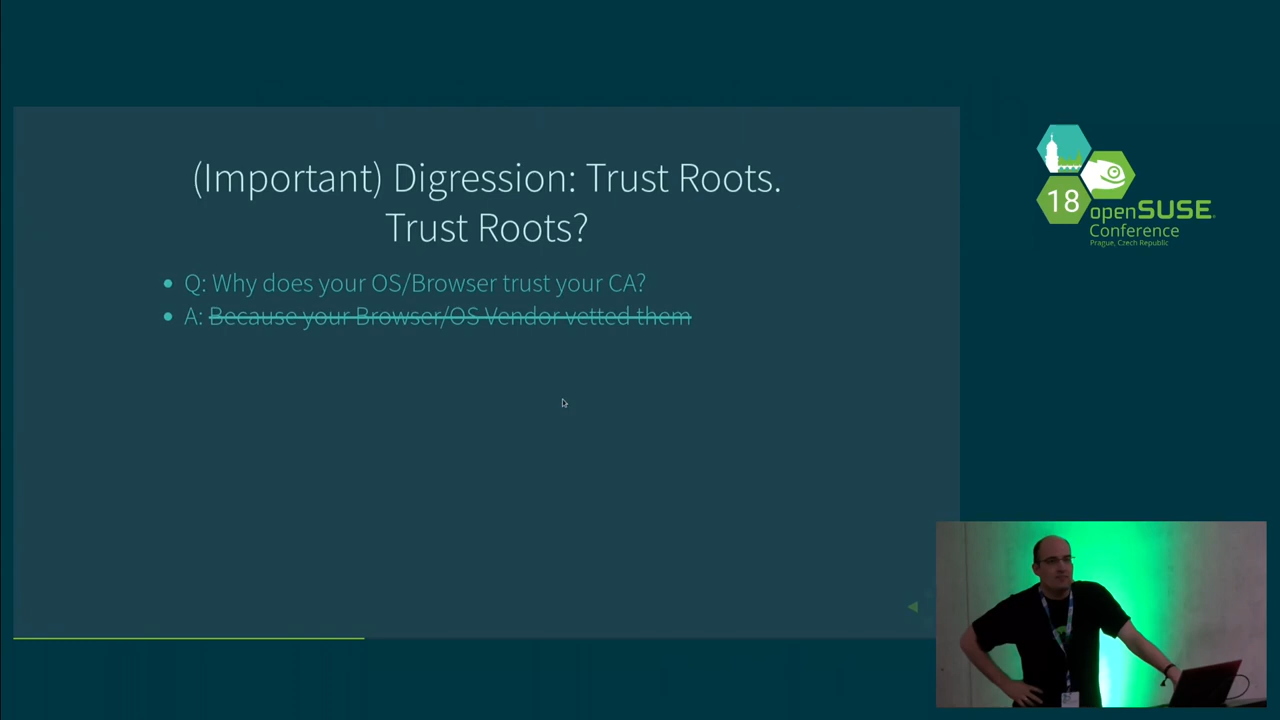 (Important) Digression: Trust Roots.
Trust Roots?
Q: Why does your OS/Browser trust your CA?
A: Because your Browser/OS Vendor vetted them
18
openSUSE
Conference
Prague, Czech Republic